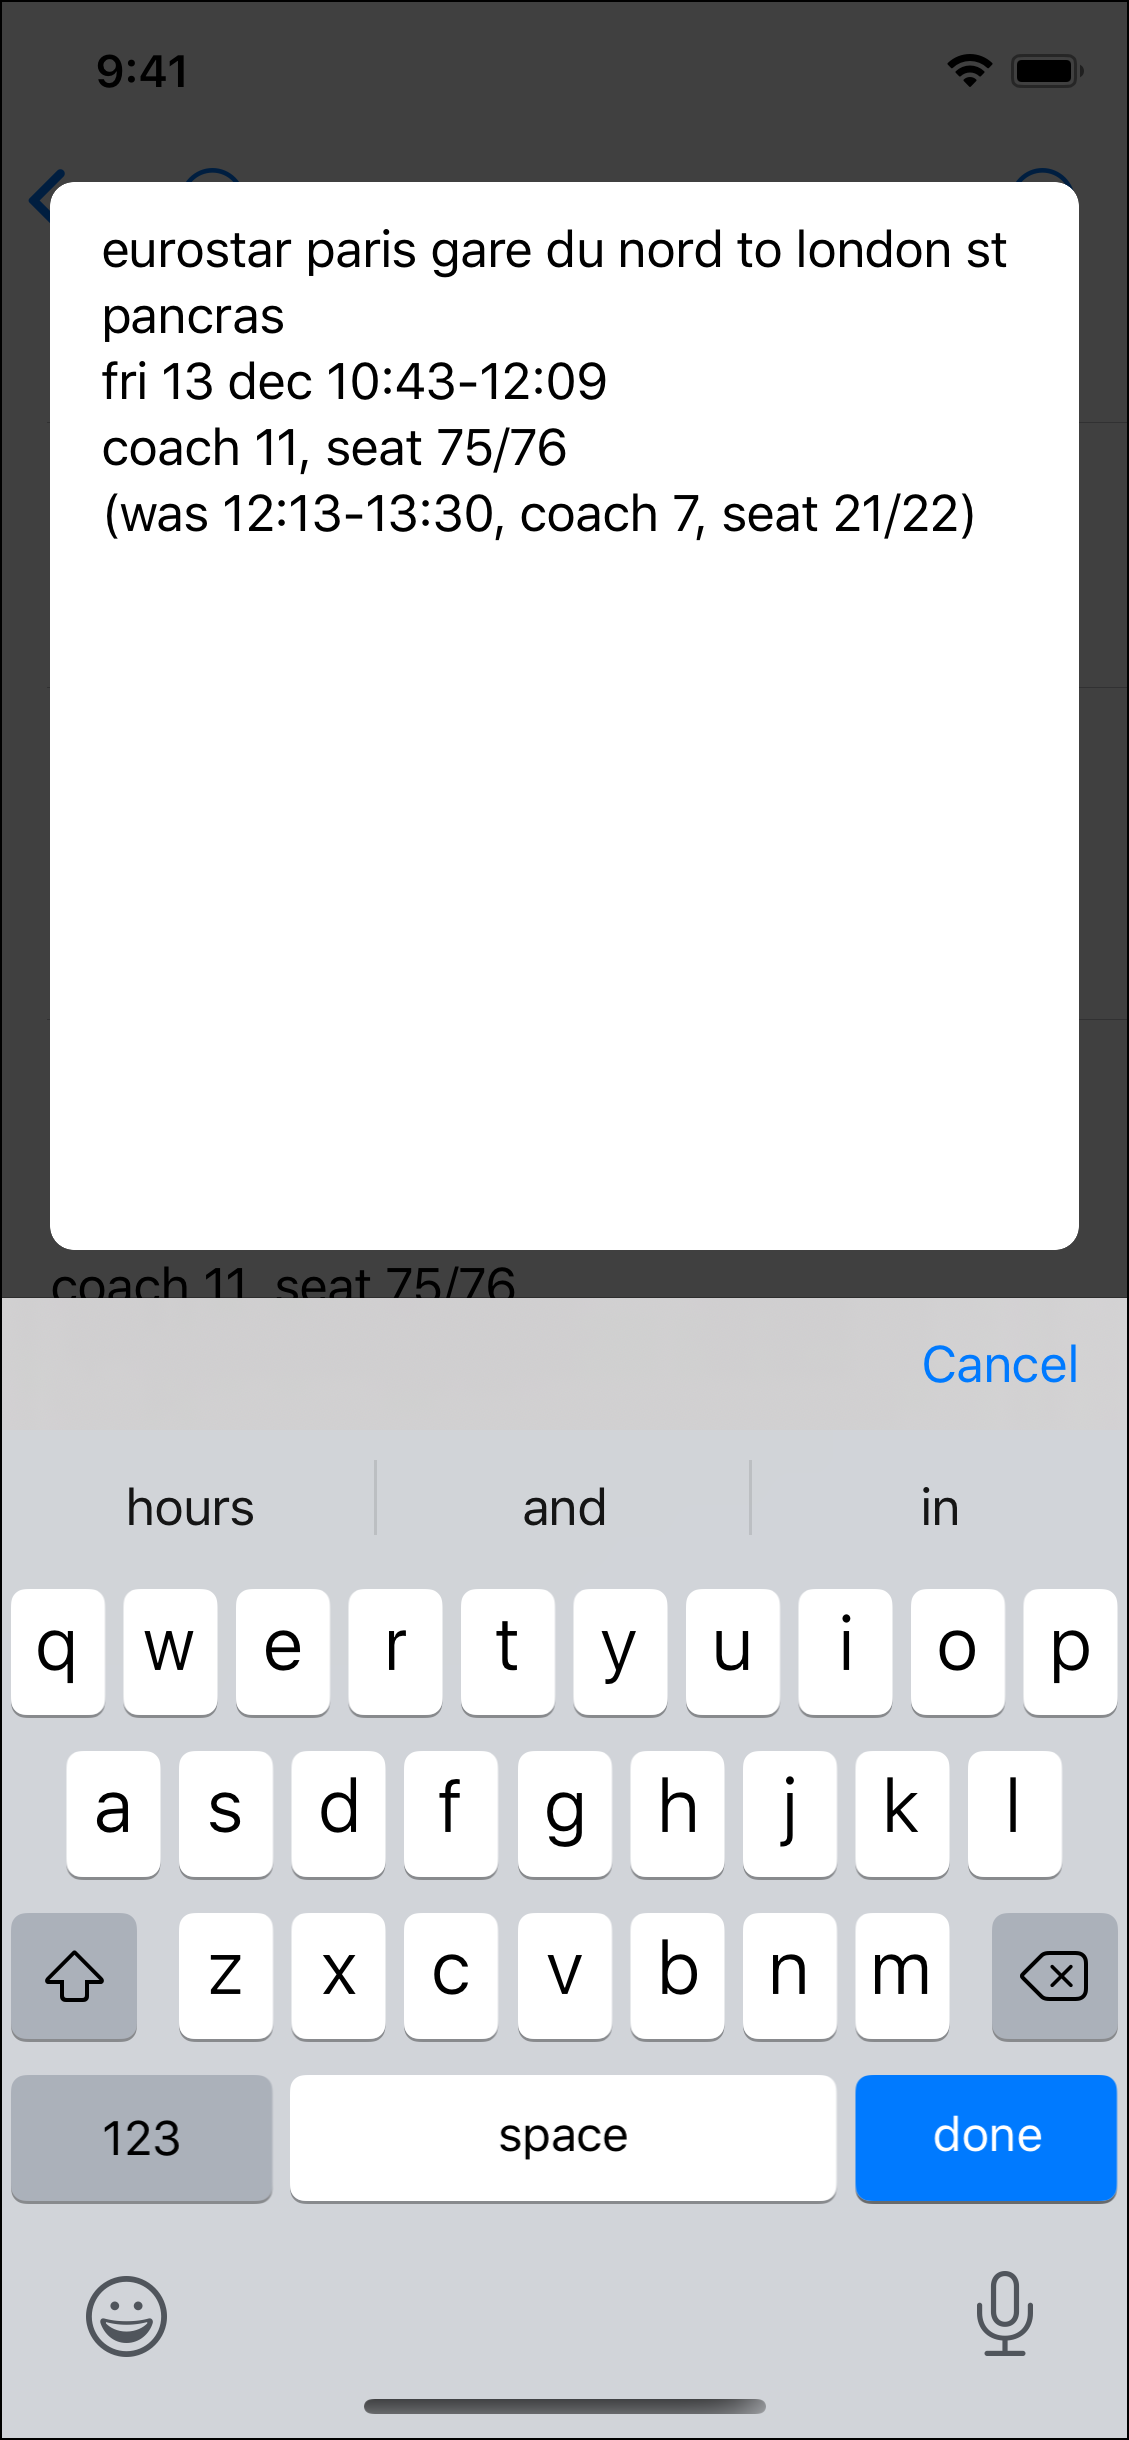 9:41
eurostar paris gare du nord to london st
pancras
fri 13 dec 10:43-12:09
coach 11, seat 75/76
(was 12:13-13:30, coach 7, seat 21/22)
coach 11, seat 75/76
Cancel
hours and in
q w e r t y u i o p
a s d f g h j k l
z x c v b n m
123 space done